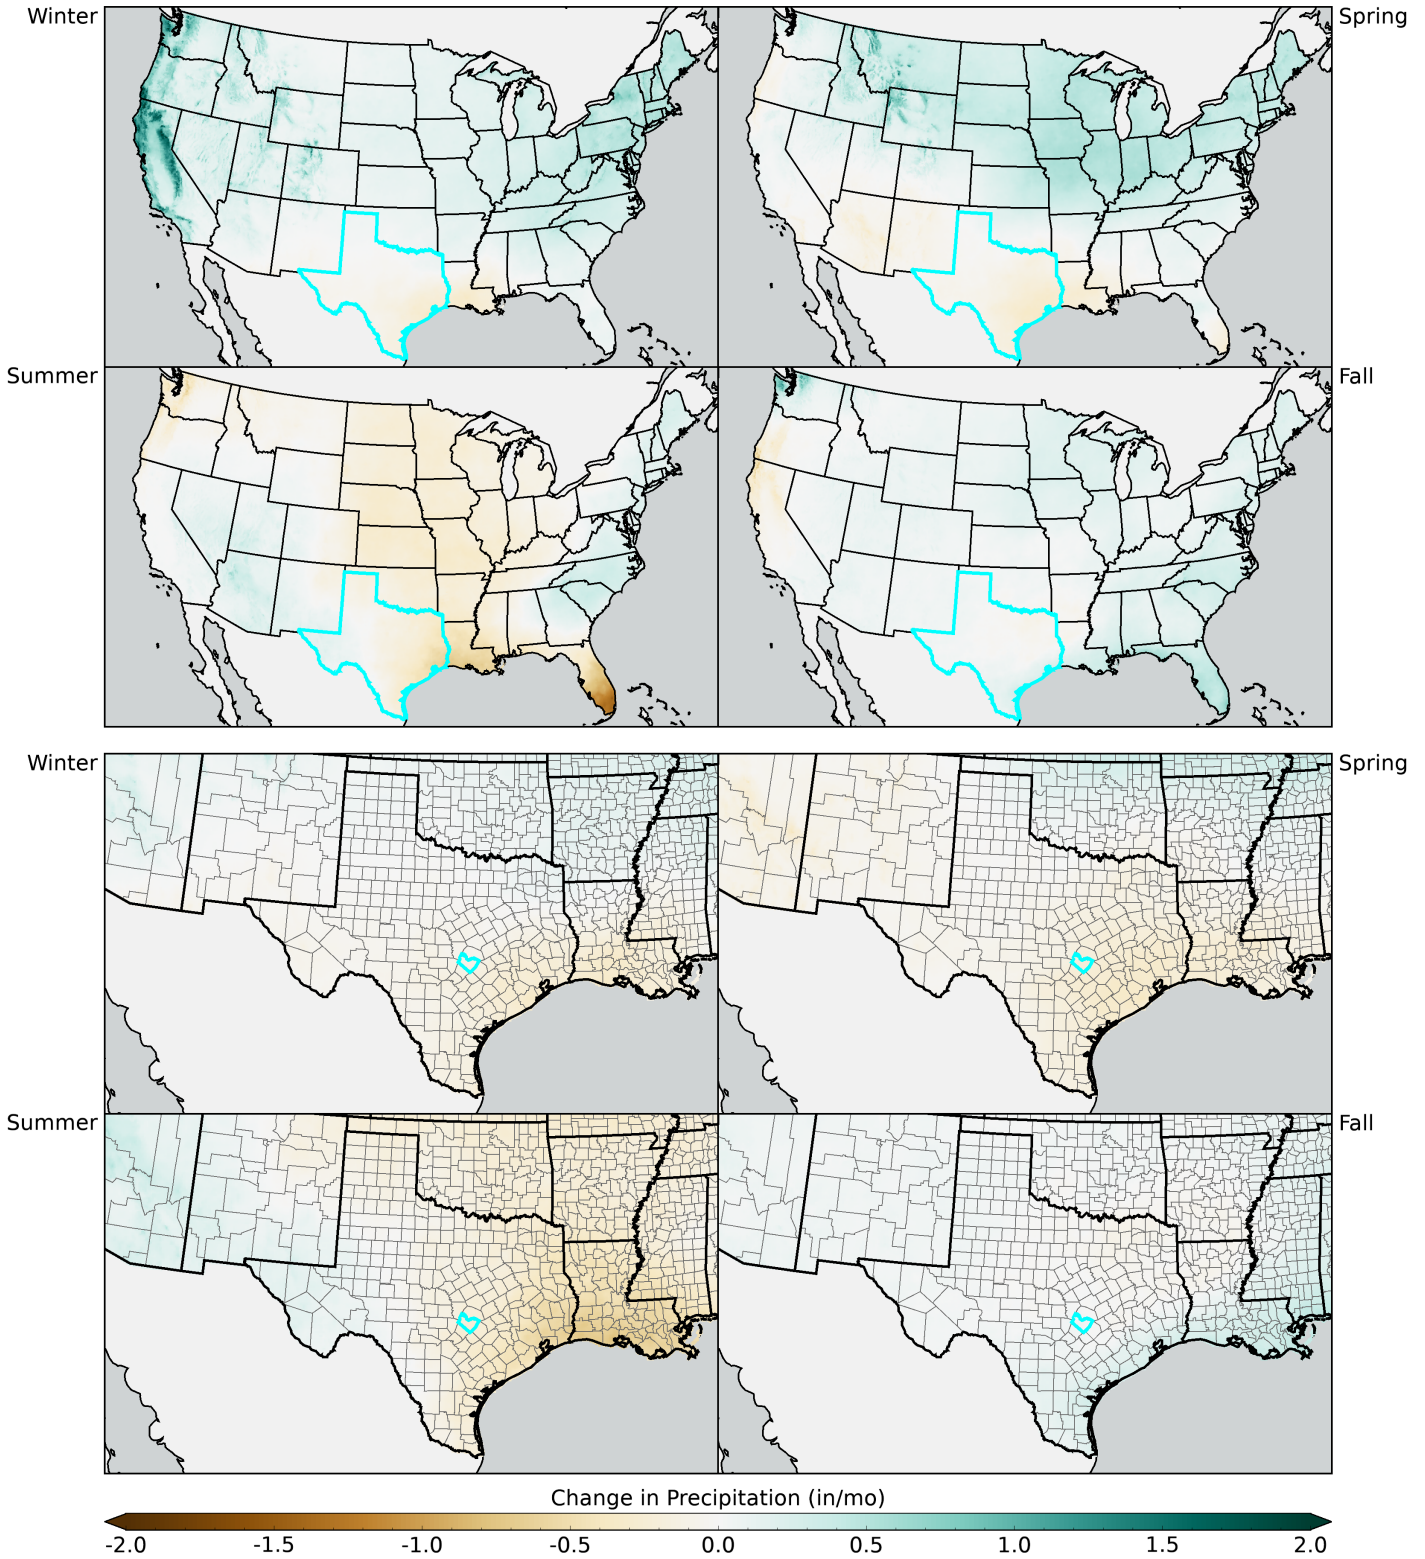 Winter
Spring
Summer
Fall
Winter
Spring
Summer
Fall
Change in Precipitation (in/mo)
-2.0 -1.5 -1.0 -0.5 0.0 0.5 1.0 1.5 2.0